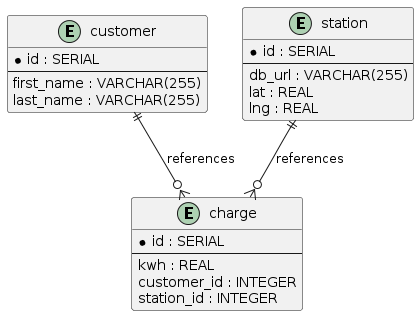 E customer
* id : SERIAL
first_name : VARCHAR(255)
last_name : VARCHAR(255)
E station
* id : SERIAL
db_url : VARCHAR(255)
lat : REAL
lng : REAL
references
references
E charge
* id : SERIAL
kwh : REAL
customer_id : INTEGER
station_id : INTEGER